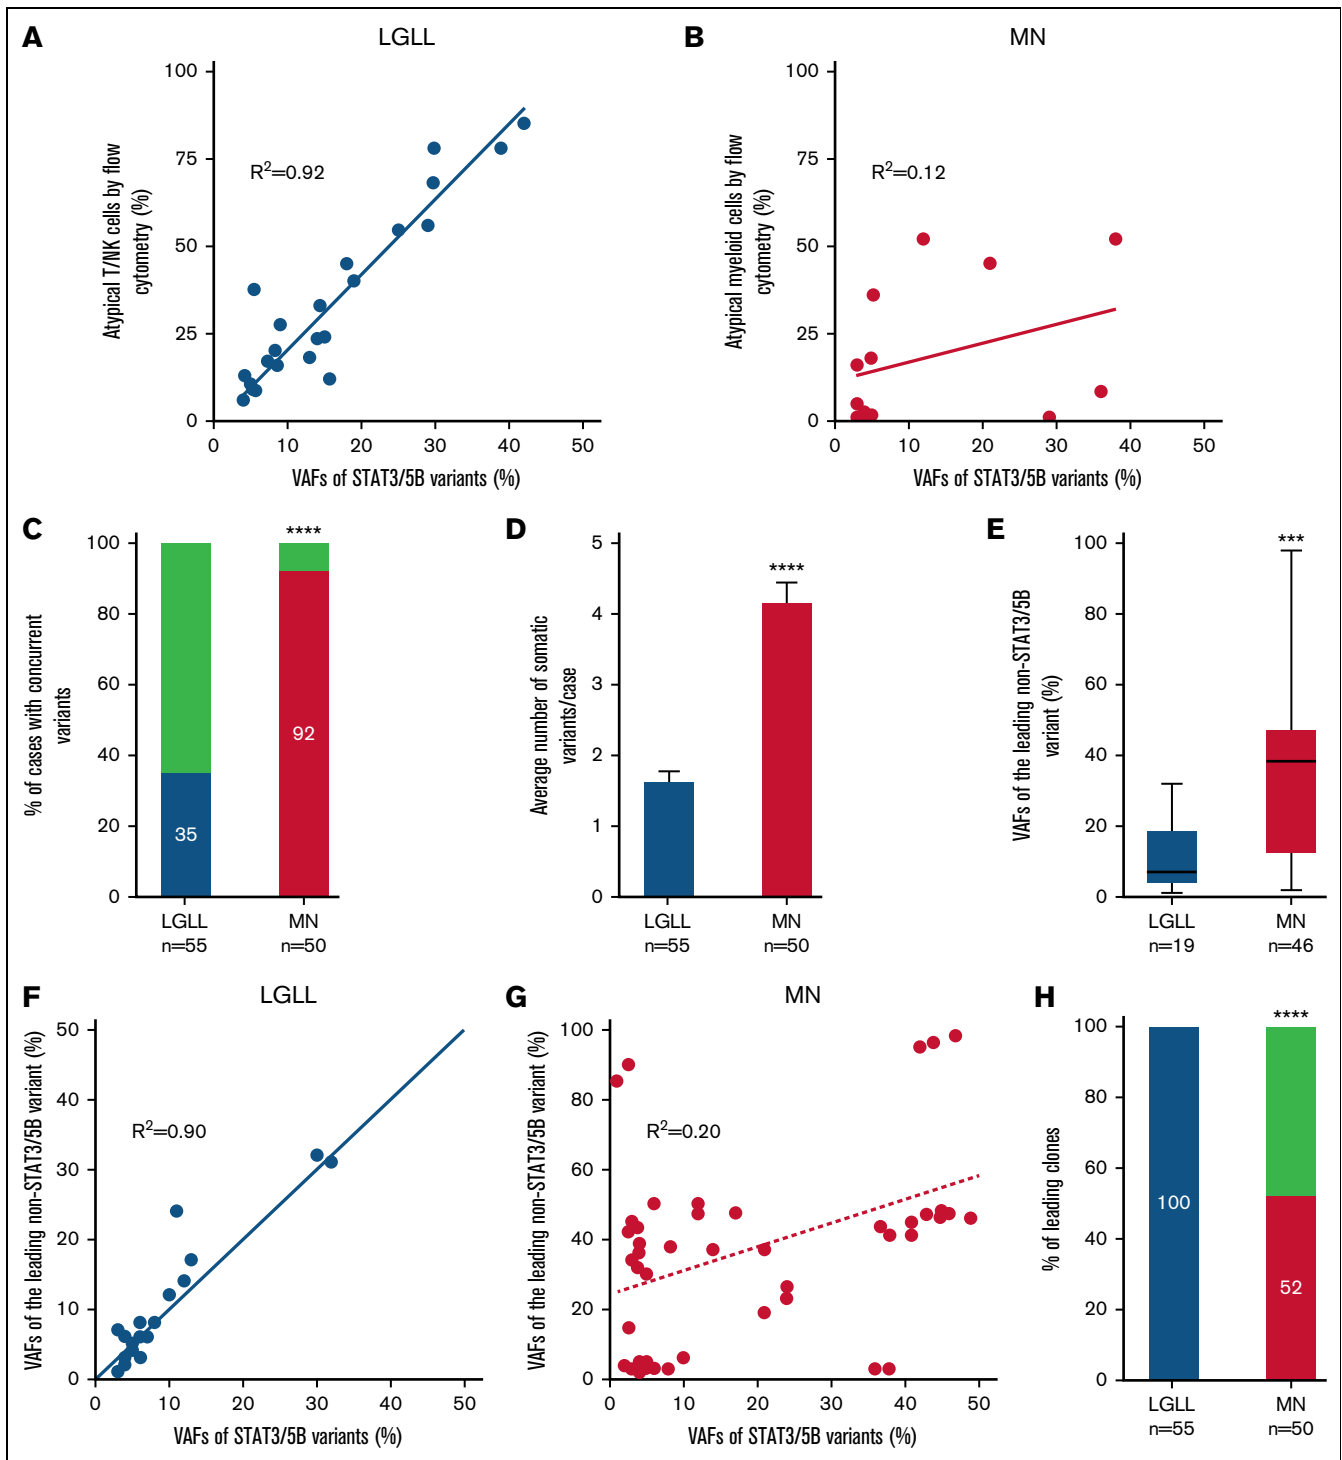 A
LGLL
Atypical T/NK cells by flow
cytometry (%)
100
75
50
25
0
R²=0.92
0 10 20 30 40 50
VAFs of STAT3/5B variants (%)
B
MN
Atypical myeloid cells by flow
cytometry (%)
100
75
50
25
0
R²=0.12
0 10 20 30 40 50
VAFs of STAT3/5B variants (%)
C
% of cases with concurrent
variants
100
80
60
40
20
0
****
92
35
LGLL MN
n=55 n=50
D
Average number of somatic
variants/case
5
4
3
2
1
0
****
LGLL MN
n=55 n=50
E
VAFs of the leading non-STAT3/5B
variant (%)
100
80
60
40
20
0
***
LGLL MN
n=19 n=46
F
LGLL
VAFs of the leading non-STAT3/5B variant (%)
50
40
30
20
10
0
R²=0.90
0 10 20 30 40 50
VAFs of STAT3/5B variants (%)
G
MN
VAFs of the leading non-STAT3/5B variant (%)
100
80
60
40
20
0
R²=0.20
0 10 20 30 40 50
VAFs of STAT3/5B variants (%)
H
% of leading clones
100
80
60
40
20
0
****
100
52
LGLL MN
n=55 n=50